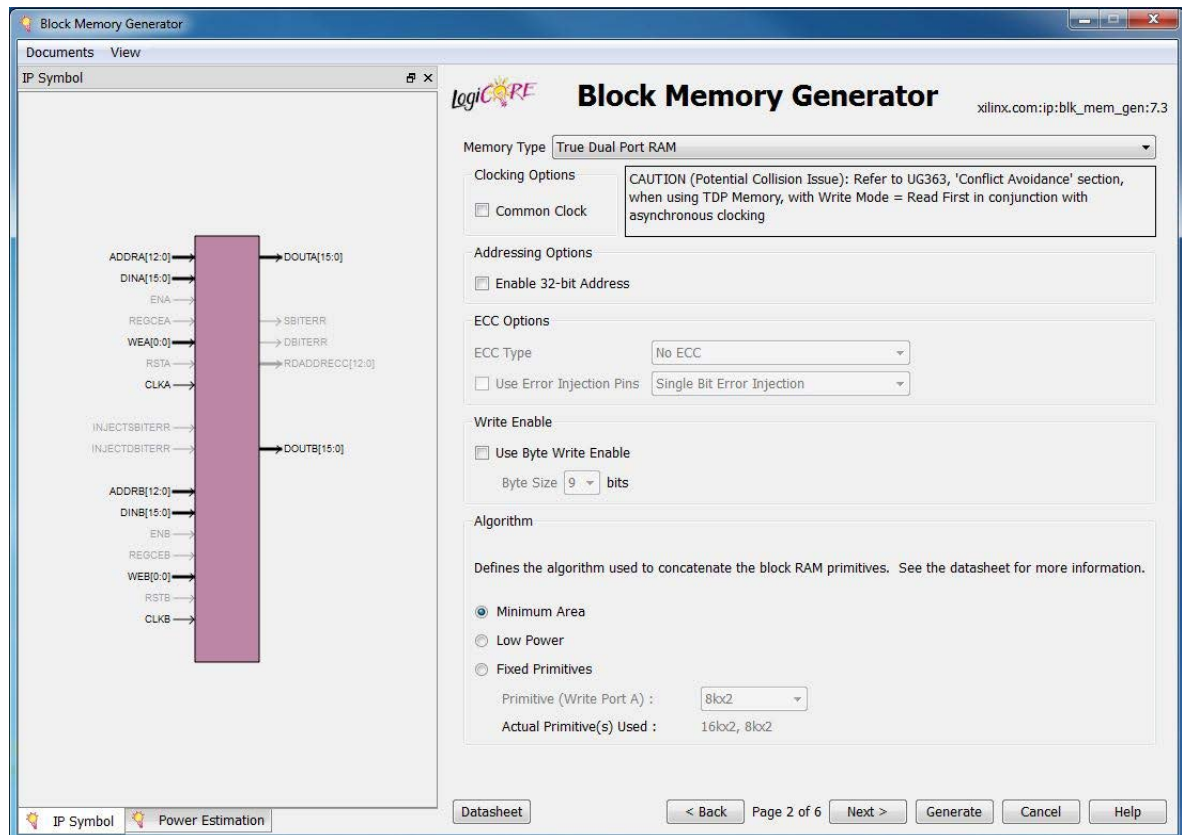 Block Memory Generator
Documents View
IP Symbol
ADDRA[12:0]
DOUTA[15:0]
DINA[15:0]
ENA
REGCEA
SBITERR
WEA[0:0]
DBITERR
RSTA
RDADDRECC[12:0]
CLKA
INJECTSBITERR
INJECTDBITERR
DOUTB[15:0]
ADDRB[12:0]
DINB[15:0]
ENB
REGCEB
WEB[0:0]
RSTB
CLKB
IP Symbol
Power Estimation
LogiCORE
Block Memory Generator
xilinx.com:ip:blk_mem_gen:7.3
Memory Type True Dual Port RAM
Clocking Options
Common Clock
CAUTION (Potential Collision Issue): Refer to UG363, 'Conflict Avoidance' section,
when using TDP Memory, with Write Mode = Read First in conjunction with
asynchronous clocking
Addressing Options
Enable 32-bit Address
ECC Options
ECC Type No ECC
Use Error Injection Pins Single Bit Error Injection
Write Enable
Use Byte Write Enable
Byte Size 9 bits
Algorithm
Defines the algorithm used to concatenate the block RAM primitives. See the datasheet for more information.
Minimum Area
Low Power
Fixed Primitives
Primitive (Write Port A) : 8kx2
Actual Primitive(s) Used : 16kx2, 8kx2
Datasheet
< Back Page 2 of 6 Next > Generate Cancel Help